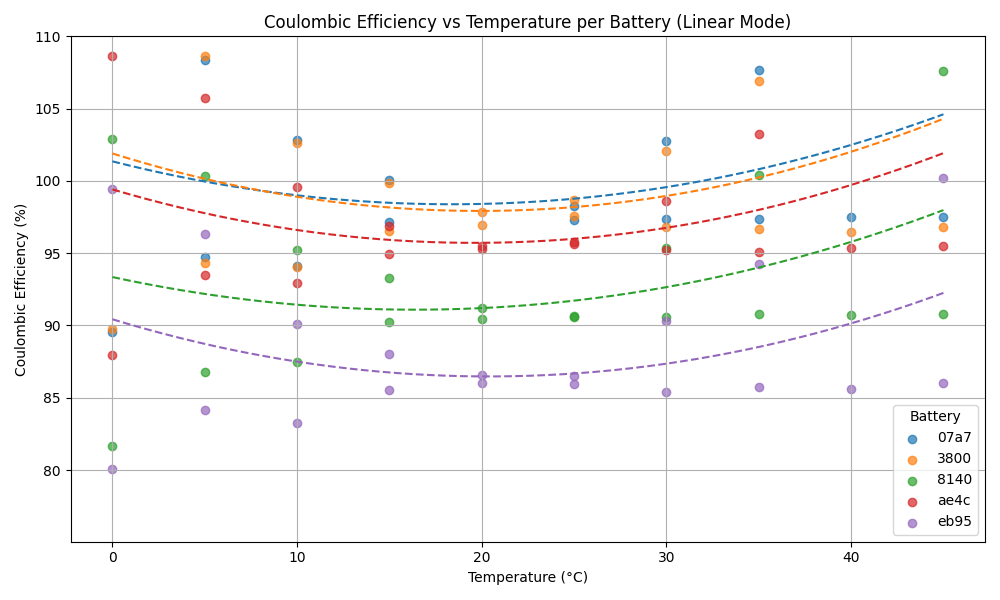 Coulombic Efficiency vs Temperature per Battery (Linear Mode)
110
105
100
95
90
85
80
Coulombic Efficiency (%)
0
10
20
30
40
Temperature (°C)
Battery
07a7
3800
8140
ae4c
eb95